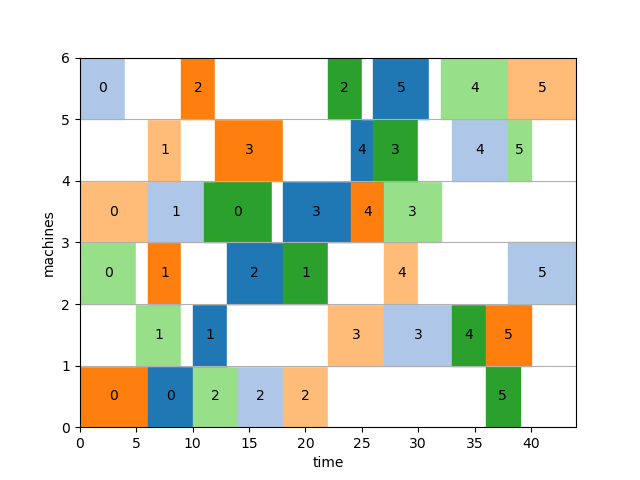 6
0 2 2 5 4 5
5
1 3 4 3 4 5
4
0 1 0 3 4 3
3
0 1 2 1 4 5
2
1 1 3 3 4 5
1
0 0 2 2 2 5
0
0 5 10 15 20 25 30 35 40
time
machines